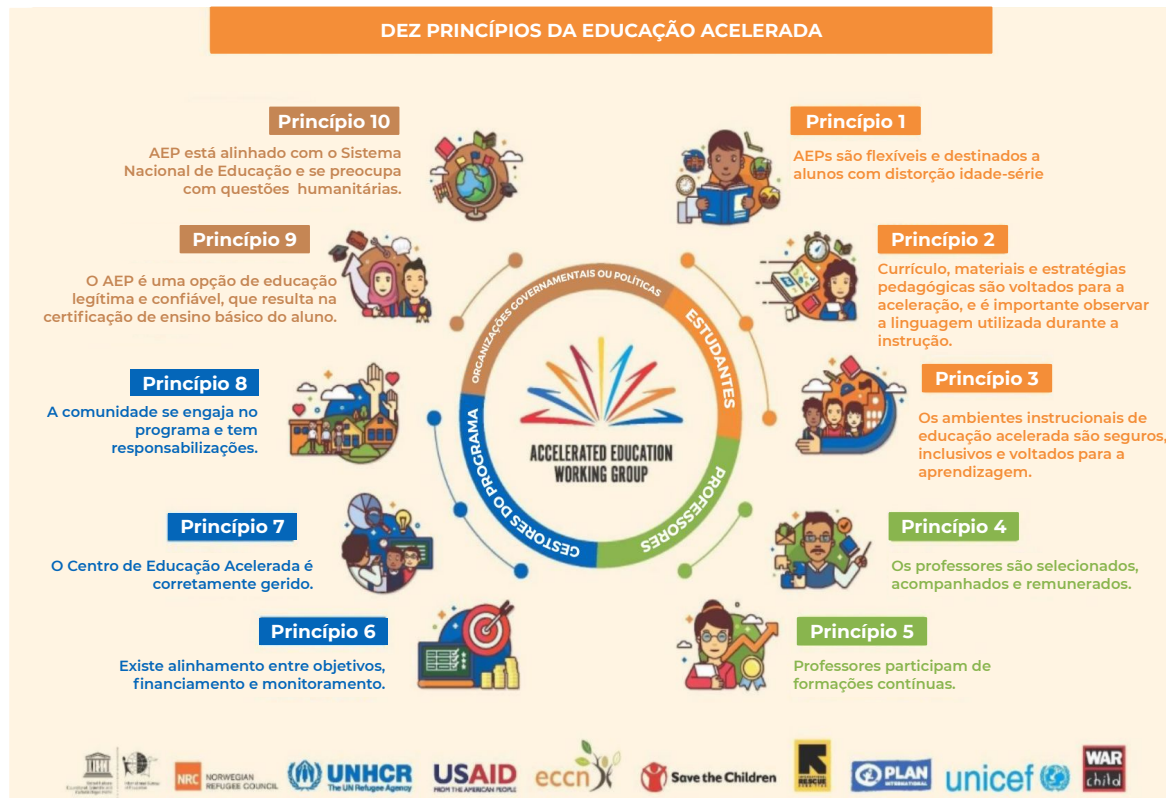 DEZ PRINCÍPIOS DA EDUCAÇÃO ACELERADA
Princípio 10
AEP está alinhado com o Sistema
Nacional de Educação e se preocupa
com questões humanitárias.
Princípio 1
AEPs são flexíveis e destinados a
alunos com distorção idade-série
Princípio 9
O AEP é uma opção de educação
legítima e confiável, que resulta na
certificação de ensino básico do aluno.
Princípio 2
Currículo, materiais e estratégias
pedagógicas são voltados para a
aceleração, e é importante observar
a linguagem utilizada durante a
instrução.
Princípio 8
A comunidade se engaja no
programa e tem
responsabilizações.
Princípio 3
Os ambientes instrucionais de
educação acelerada são seguros,
inclusivos e voltados para a
aprendizagem.
Princípio 7
O Centro de Educação Acelerada é
corretamente gerido.
Princípio 4
Os professores são selecionados,
acompanhados e remunerados.
Princípio 6
Existe alinhamento entre objetivos,
financiamento e monitoramento.
Princípio 5
Professores participam de
formações contínuas.
ORGANIZAÇÕES GOVERNAMENTAIS OU POLÍTICAS
ESTUDANTES
PROFESSORES
GESTORES DO PROGRAMA
ACCELERATED EDUCATION
WORKING GROUP
NRC
NORWEGIAN
REFUGEE COUNCIL
UNHCR
The UN Refugee Agency
USAID
FROM THE AMERICAN PEOPLE
eccn
Save the Children
RESCUE
PLAN
INTERNATIONAL
unicef
WAR
child